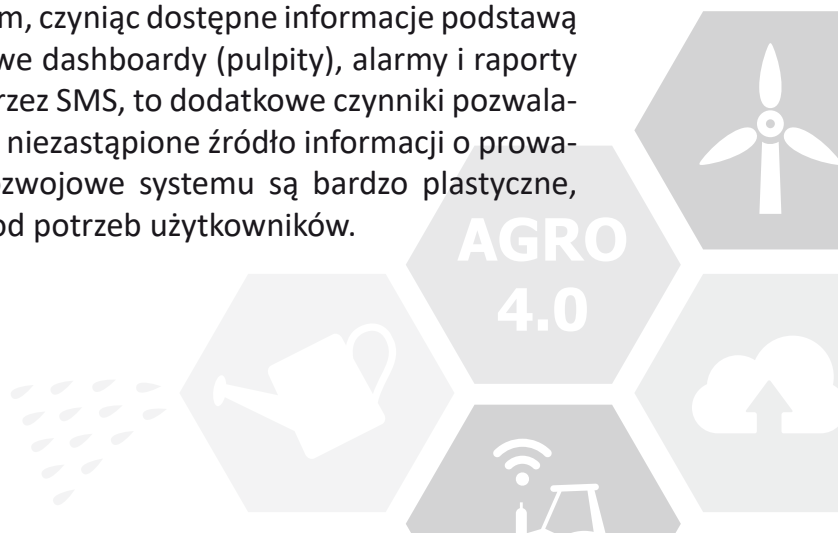 m, czyniąc dostępne informacje podstawą
we dashboardy (pulpity), alarmy i raporty
rzez SMS, to dodatkowe czynniki pozwala-
niezastąpione źródło informacji o prowa-
ozwojowe systemu są bardzo plastyczne,
od potrzeb użytkowników.
AGRO
4.0